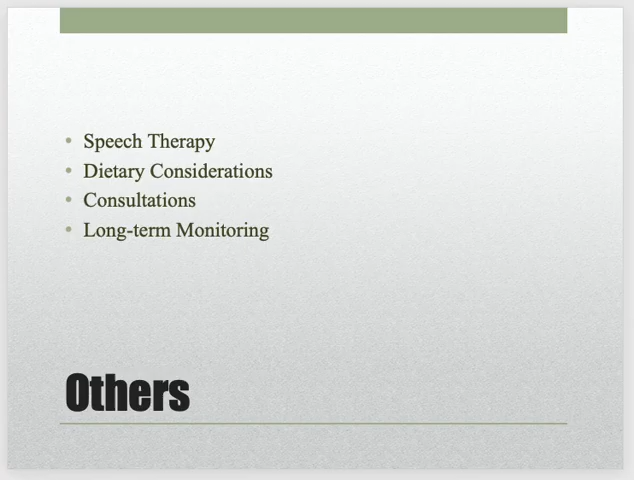 • Speech Therapy
• Dietary Considerations
• Consultations
• Long-term Monitoring
Others